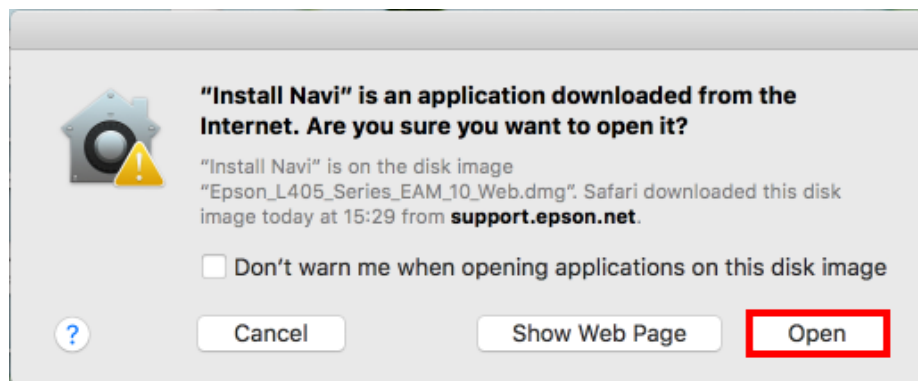 “Install Navi” is an application downloaded from the
Internet. Are you sure you want to open it?
“Install Navi” is on the disk image
“Epson_L405_Series_EAM_10_Web.dmg”. Safari downloaded this disk
image today at 15:29 from support.epson.net.
Don’t warn me when opening applications on this disk image
?
Cancel
Show Web Page
Open